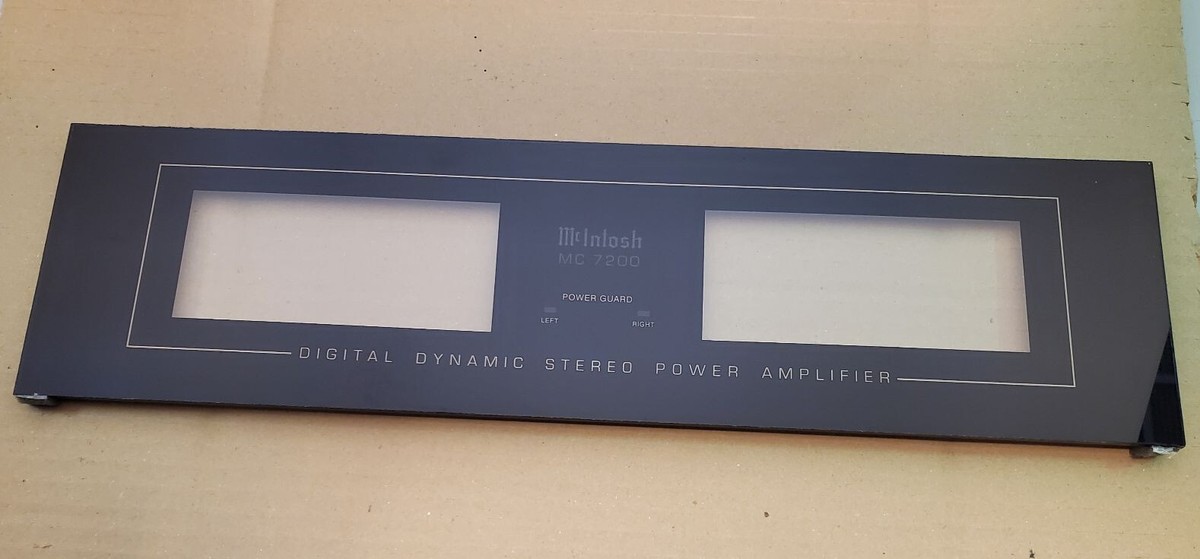 McIntosh
MC 7200
POWER GUARD
LEFT RIGHT
DIGITAL DYNAMIC STEREO POWER AMPLIFIER